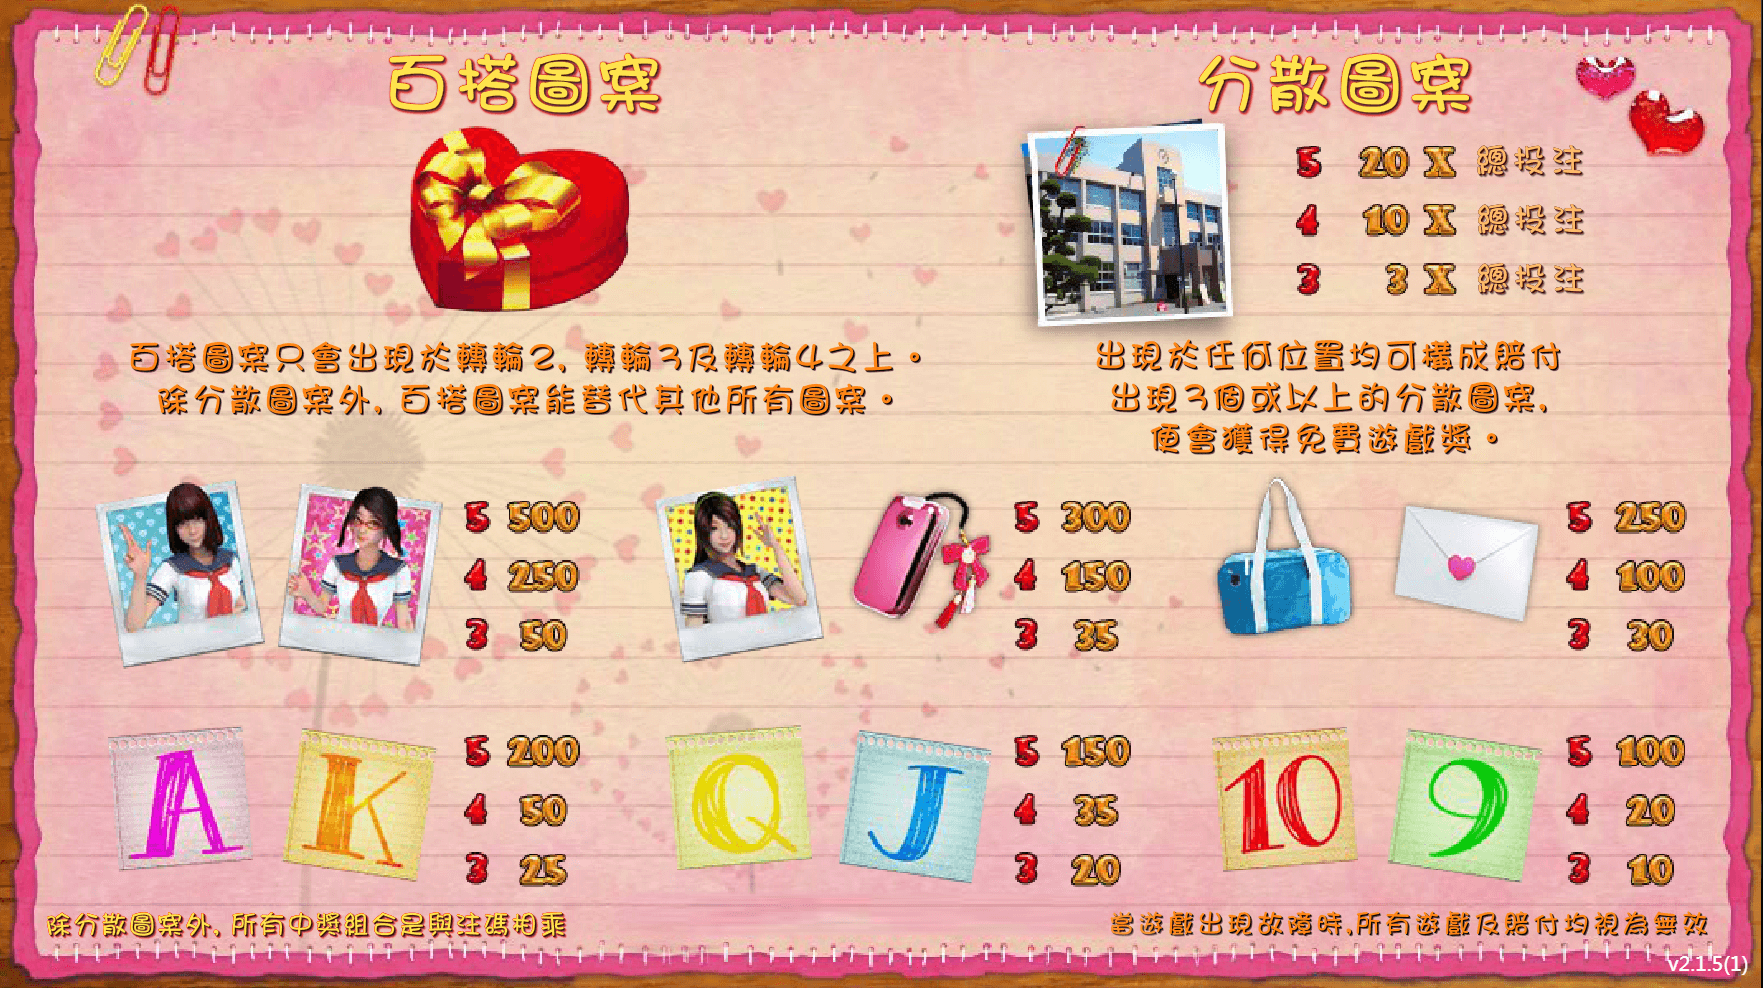 百搭圖案
分散圖案
5 20 X 總投注
4 10 X 總投注
3 3 X 總投注
百搭圖案只會出現於轉輪2, 轉輪3及轉輪4之上。
除分散圖案外, 百搭圖案能替代其他所有圖案。
出現於任何位置均可構成賠付
出現3個或以上的分散圖案,
便會獲得免費遊戲獎。
5 500
4 250
3 50
5 300
4 150
3 35
5 250
4 100
3 30
A K
5 200
4 50
3 25
Q J
5 150
4 35
3 20
10 9
5 100
4 20
3 10
除分散圖案外, 所有中獎組合是與注碼相乘
當遊戲出現故障時,所有遊戲及賠付均視為無效
v2.1.5(1)